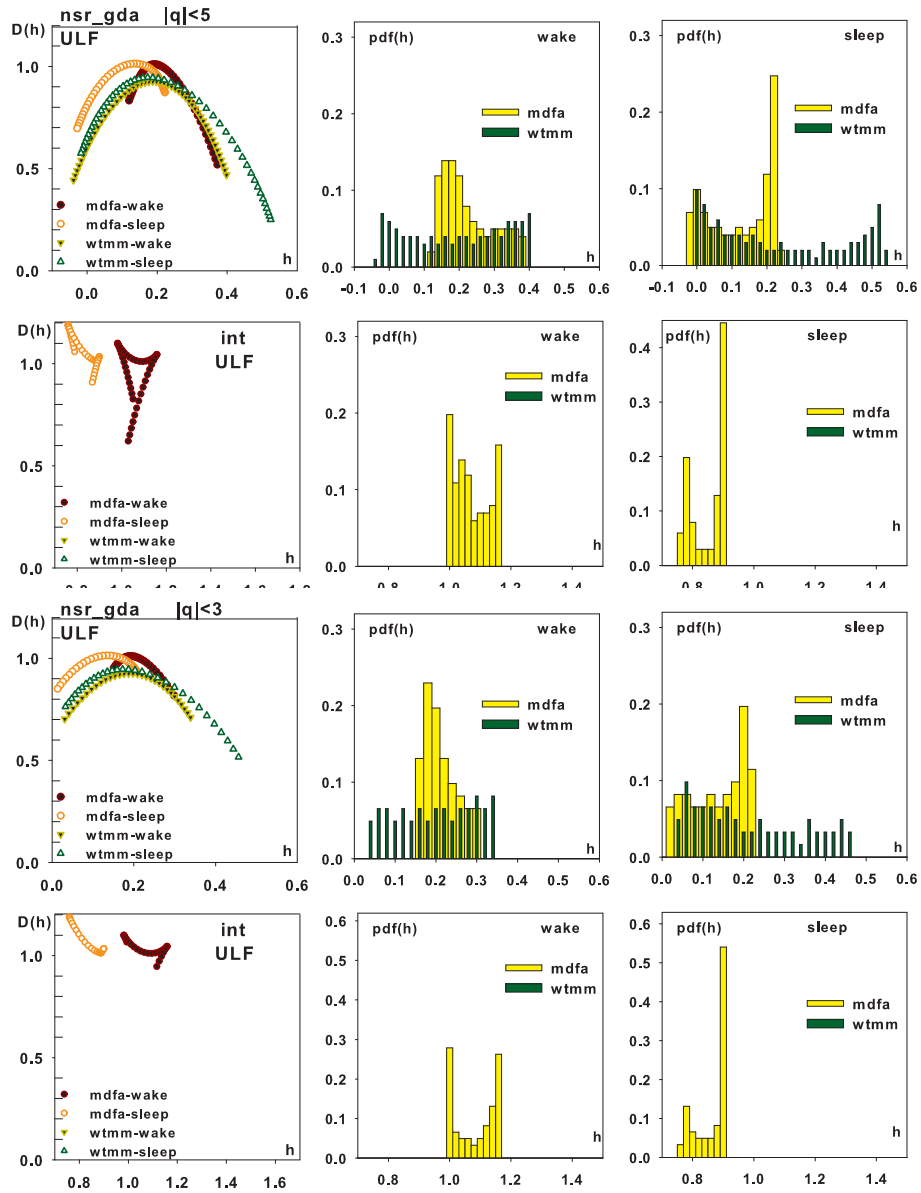 nsr_gda |q|<5
D(h)
ULF
1.0
0.5
0.0
mdfa-wake
mdfa-sleep
wtmm-wake
wtmm-sleep
h
0.0 0.2 0.4 0.6
pdf(h) wake
0.3
0.2
0.1
0.0
mdfa
wtmm
h
-0.1 0.0 0.1 0.2 0.3 0.4 0.5 0.6
pdf(h) sleep
0.3
0.2
0.1
0.0
mdfa
wtmm
h
-0.1 0.0 0.1 0.2 0.3 0.4 0.5 0.6
D(h)
int
ULF
1.0
0.5
0.0
mdfa-wake
mdfa-sleep
wtmm-wake
wtmm-sleep
h
0.8 1.0 1.2 1.4 1.6
pdf(h) wake
0.3
0.2
0.1
0.0
mdfa
wtmm
h
0.8 1.0 1.2 1.4
pdf(h) sleep
0.4
0.3
0.2
0.1
0.0
mdfa
wtmm
h
0.8 1.0 1.2 1.4
nsr_gda |q|<3
D(h)
ULF
1.0
0.5
0.0
mdfa-wake
mdfa-sleep
wtmm-wake
wtmm-sleep
h
0.0 0.2 0.4 0.6
pdf(h) wake
0.3
0.2
0.1
0.0
mdfa
wtmm
h
0.0 0.1 0.2 0.3 0.4 0.5 0.6
pdf(h) sleep
0.3
0.2
0.1
0.0
mdfa
wtmm
h
0.0 0.1 0.2 0.3 0.4 0.5 0.6
D(h)
int
ULF
1.0
0.5
0.0
mdfa-wake
mdfa-sleep
wtmm-wake
wtmm-sleep
h
0.8 1.0 1.2 1.4 1.6
pdf(h) wake
0.6
0.5
0.4
0.3
0.2
0.1
0.0
mdfa
wtmm
h
0.8 1.0 1.2 1.4
pdf(h) sleep
0.6
0.5
0.4
0.3
0.2
0.1
0.0
mdfa
wtmm
h
0.8 1.0 1.2 1.4